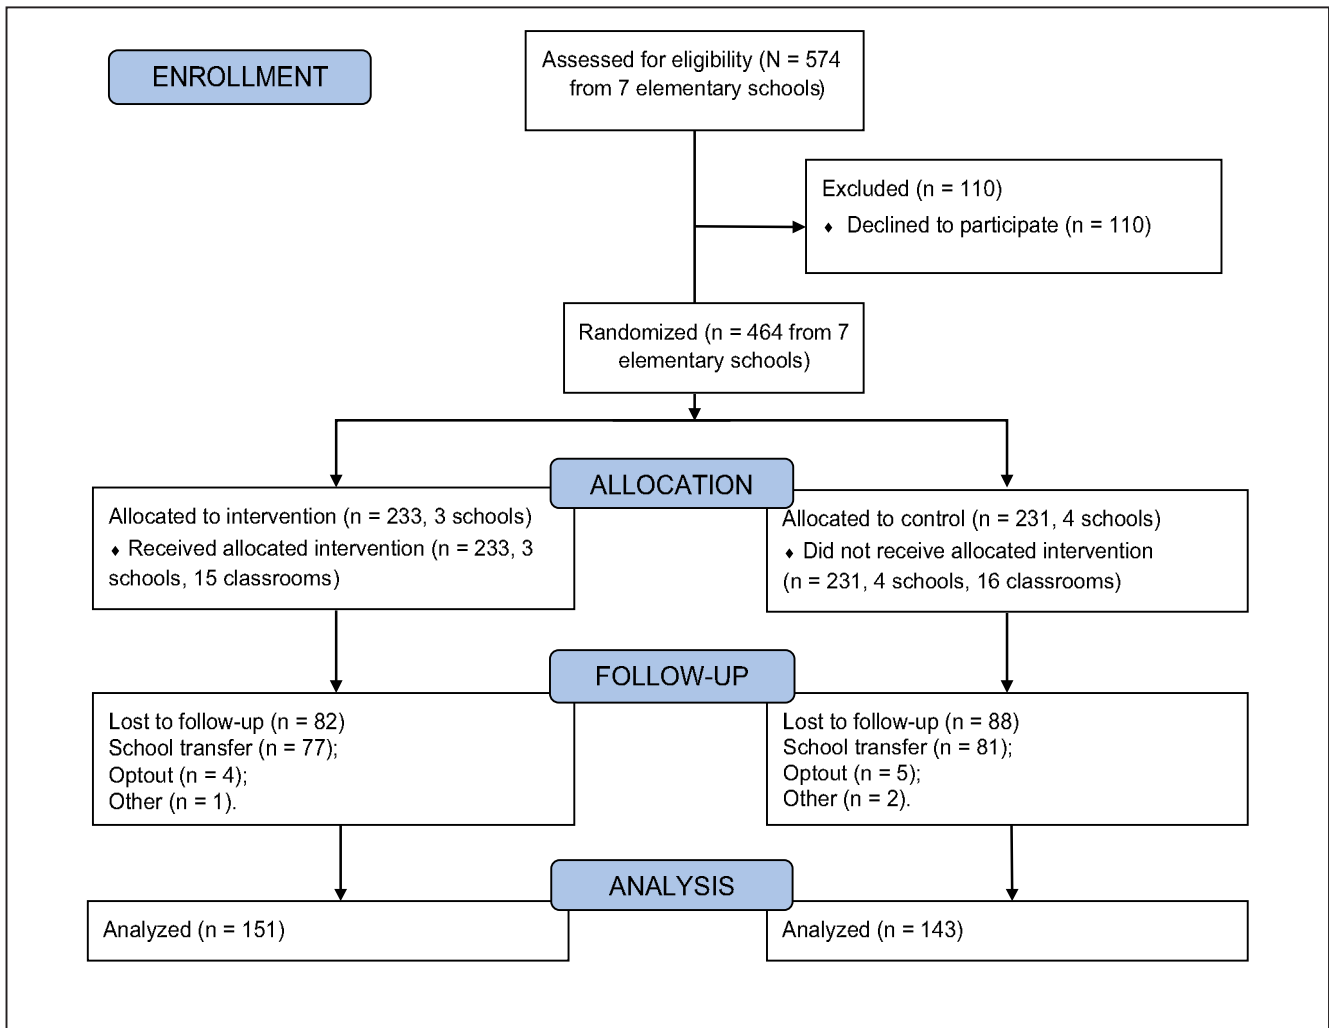 ENROLLMENT
Assessed for eligibility (N = 574
from 7 elementary schools)
Excluded (n = 110)
♦ Declined to participate (n = 110)
Randomized (n = 464 from 7
elementary schools)
ALLOCATION
Allocated to intervention (n = 233, 3 schools)
♦ Received allocated intervention (n = 233, 3
schools, 15 classrooms)
Allocated to control (n = 231, 4 schools)
♦ Did not receive allocated intervention
(n = 231, 4 schools, 16 classrooms)
FOLLOW-UP
Lost to follow-up (n = 82)
School transfer (n = 77);
Optout (n = 4);
Other (n = 1).
Lost to follow-up (n = 88)
School transfer (n = 81);
Optout (n = 5);
Other (n = 2).
ANALYSIS
Analyzed (n = 151)
Analyzed (n = 143)